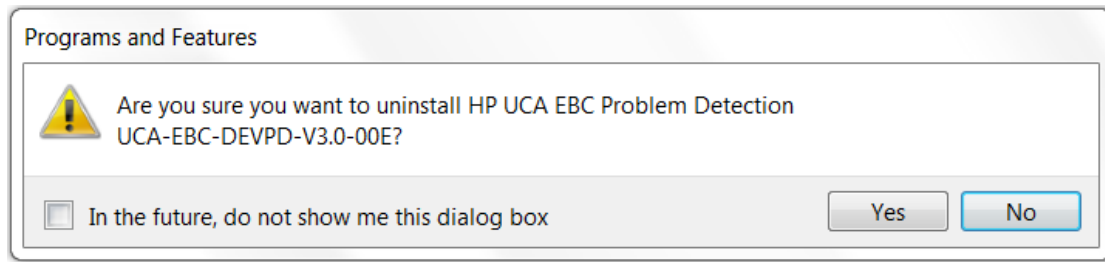 Programs and Features
Are you sure you want to uninstall HP UCA EBC Problem Detection
UCA-EBC-DEVPD-V3.0-00E?
In the future, do not show me this dialog box
Yes
No